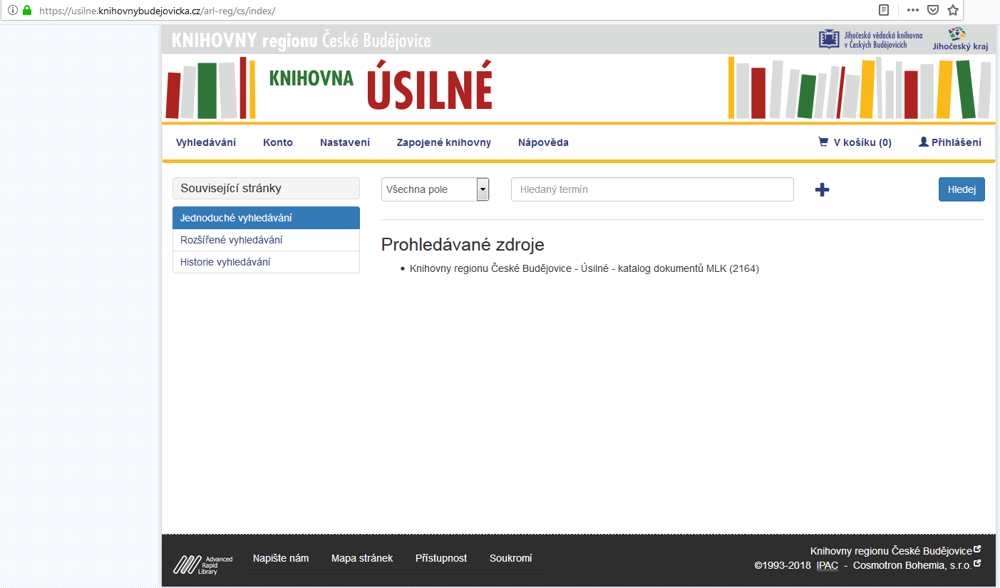 https://usilne.knihovnybudejovicka.cz/arl-reg/cs/index/
KNIHOVNY regionu České Budějovice
Jihočeská vědecká knihovna
v Českých Budějovicích
Jihočeský kraj
KNIHOVNA ÚSILNÉ
Vyhledávání Konto Nastavení Zapojené knihovny Nápověda V košíku (0) Přihlášení
Související stránky
Všechna pole Hledaný termín Hledej
Jednoduché vyhledávání
Rozšířené vyhledávání
Historie vyhledávání
Prohledávané zdroje
Knihovny regionu České Budějovice - Úsilné - katalog dokumentů MLK (2164)
Advanced
Rapid
Library
Napište nám Mapa stránek Přístupnost Soukromí
Knihovny regionu České Budějovice
©1993-2018 IPAC - Cosmotron Bohemia, s.r.o.